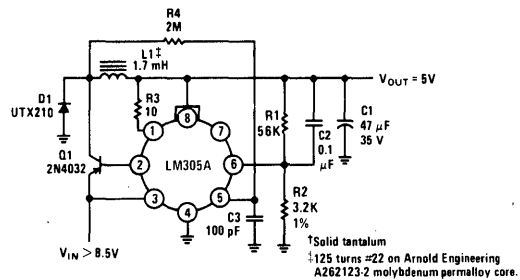 R4
2M
L1‡
1.7 mH
VOUT = 5V
D1
UTX210
R3
10
8
R1
56K
C1
47 μF
35 V
C2
0.1
μF
1
7
Q1
2N4032
2
LM305A
6
3
5
4
R2
3.2K
1%
C3
100 pF
VIN > 8.5V
†Solid tantalum
‡125 turns #22 on Arnold Engineering
A262123-2 molybdenum permalloy core.